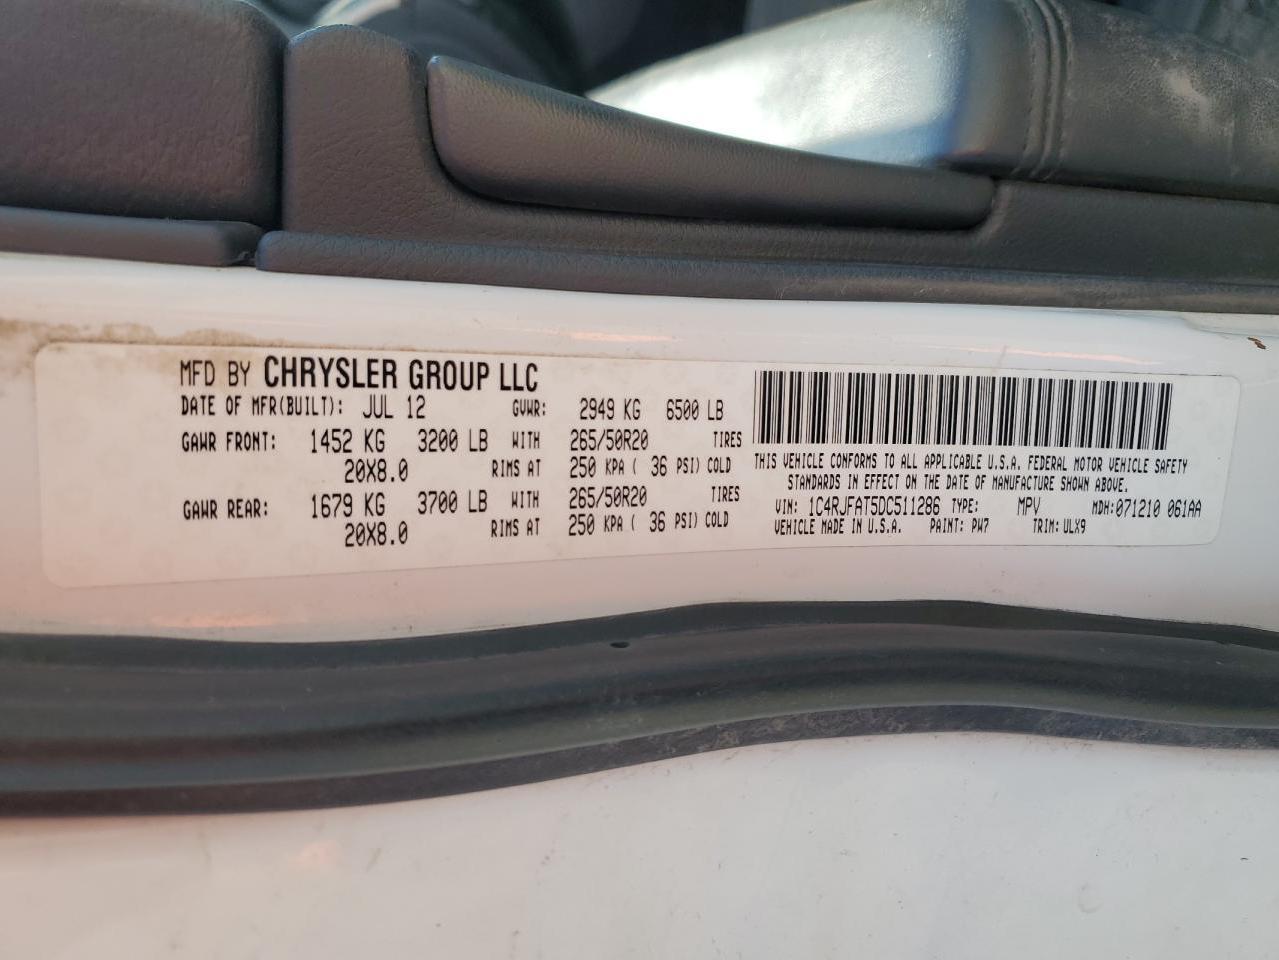 MFD BY CHRYSLER GROUP LLC
DATE OF MFR(BUILT): JUL 12 GVWR: 2949 KG 6500 LB
GAWR FRONT: 1452 KG 3200 LB WITH 265/50R20 TIRES
20X8.0 RIMS AT 250 KPA ( 36 PSI) COLD
GAWR REAR: 1679 KG 3700 LB WITH 265/50R20 TIRES
20X8.0 RIMS AT 250 KPA ( 36 PSI) COLD
THIS VEHICLE CONFORMS TO ALL APPLICABLE U.S.A. FEDERAL MOTOR VEHICLE SAFETY
STANDARDS IN EFFECT ON THE DATE OF MANUFACTURE SHOWN ABOVE.
VIN: 1C4RJFAT5DC511286 TYPE: MPV MDH:071210 061AA
VEHICLE MADE IN U.S.A. PAINT: PW7 TRIM: ULX9